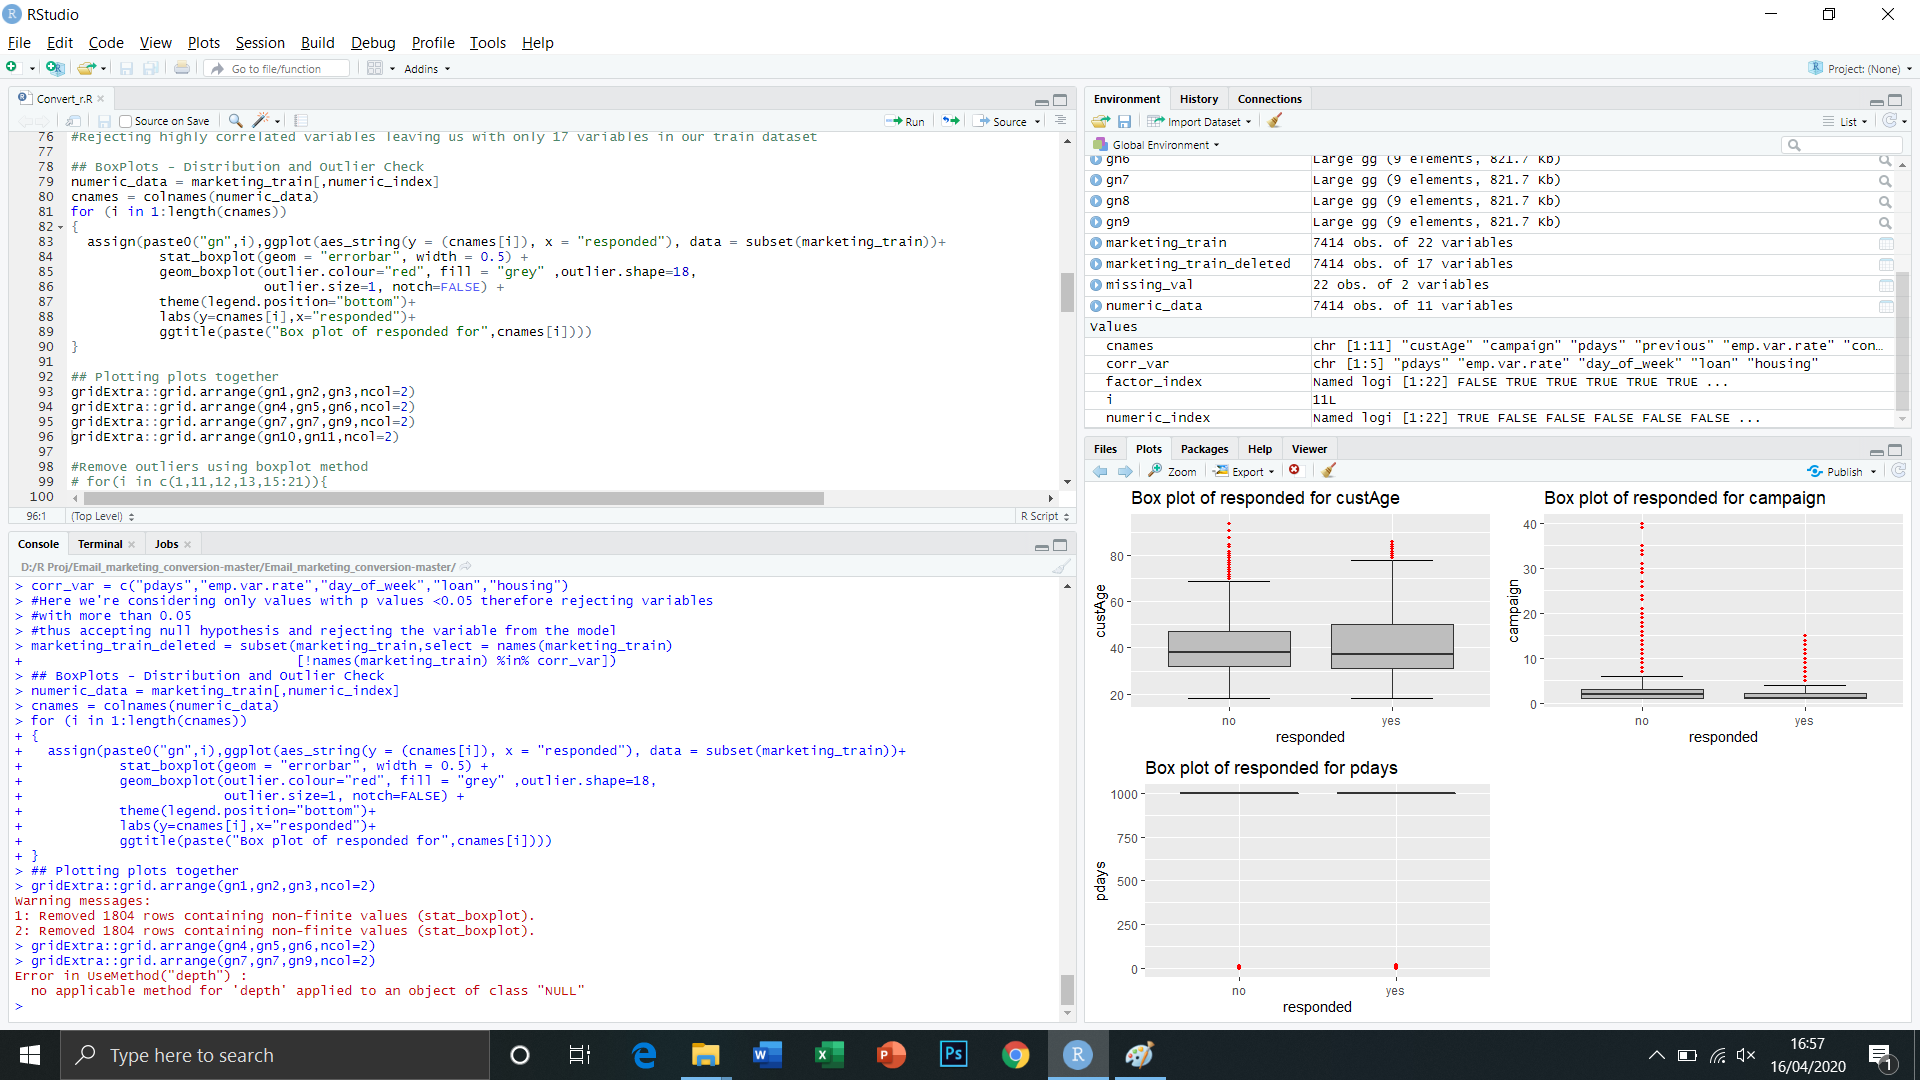 RStudio
File Edit Code View Plots Session Build Debug Profile Tools Help
Go to file/function Addins Project: (None)
Convert_r.R
Source on Save Run Source
76 #Rejecting highly correlated variables leaving us with only 17 variables in our train dataset
77
78 ## BoxPlots - Distribution and Outlier Check
79 numeric_data = marketing_train[,numeric_index]
80 cnames = colnames(numeric_data)
81 for (i in 1:length(cnames))
82 {
83 assign(paste0("gn",i),ggplot(aes_string(y = (cnames[i]), x = "responded"), data = subset(marketing_train))+
84 stat_boxplot(geom = "errorbar", width = 0.5) +
85 geom_boxplot(outlier.colour="red", fill = "grey" ,outlier.shape=18,
86 outlier.size=1, notch=FALSE) +
87 theme(legend.position="bottom")+
88 labs(y=cnames[i],x="responded")+
89 ggtitle(paste("Box plot of responded for",cnames[i])))
90 }
91
92 ## Plotting plots together
93 gridExtra::grid.arrange(gn1,gn2,gn3,ncol=2)
94 gridExtra::grid.arrange(gn4,gn5,gn6,ncol=2)
95 gridExtra::grid.arrange(gn7,gn7,gn9,ncol=2)
96 gridExtra::grid.arrange(gn10,gn11,ncol=2)
97
98 #Remove outliers using boxplot method
99 # for(i in c(1,11,12,13,15:21)){
100
96:1 (Top Level) R Script
Console Terminal Jobs
D:/R Proj/Email_marketing_conversion-master/Email_marketing_conversion-master/
> corr_var = c("pdays","emp.var.rate","day_of_week","loan","housing")
> #Here we're considering only values with p values <0.05 therefore rejecting variables
> #with more than 0.05
> #thus accepting null hypothesis and rejecting the variable from the model
> marketing_train_deleted = subset(marketing_train,select = names(marketing_train)
+ [!names(marketing_train) %in% corr_var])
> ## BoxPlots - Distribution and Outlier Check
> numeric_data = marketing_train[,numeric_index]
> cnames = colnames(numeric_data)
> for (i in 1:length(cnames))
+ {
+ assign(paste0("gn",i),ggplot(aes_string(y = (cnames[i]), x = "responded"), data = subset(marketing_train))+
+ stat_boxplot(geom = "errorbar", width = 0.5) +
+ geom_boxplot(outlier.colour="red", fill = "grey" ,outlier.shape=18,
+ outlier.size=1, notch=FALSE) +
+ theme(legend.position="bottom")+
+ labs(y=cnames[i],x="responded")+
+ ggtitle(paste("Box plot of responded for",cnames[i])))
+ }
> ## Plotting plots together
> gridExtra::grid.arrange(gn1,gn2,gn3,ncol=2)
Warning messages:
1: Removed 1804 rows containing non-finite values (stat_boxplot).
2: Removed 1804 rows containing non-finite values (stat_boxplot).
> gridExtra::grid.arrange(gn4,gn5,gn6,ncol=2)
> gridExtra::grid.arrange(gn7,gn7,gn9,ncol=2)
Error in UseMethod("depth") :
no applicable method for 'depth' applied to an object of class "NULL"
>
Environment History Connections
Import Dataset List
Global Environment
gn6 Large gg (9 elements, 821.7 Kb)
gn7 Large gg (9 elements, 821.7 Kb)
gn8 Large gg (9 elements, 821.7 Kb)
gn9 Large gg (9 elements, 821.7 Kb)
marketing_train 7414 obs. of 22 variables
marketing_train_deleted 7414 obs. of 17 variables
missing_val 22 obs. of 2 variables
numeric_data 7414 obs. of 11 variables
Values
cnames chr [1:11] "custAge" "campaign" "pdays" "previous" "emp.var.rate" "con…
corr_var chr [1:5] "pdays" "emp.var.rate" "day_of_week" "loan" "housing"
factor_index Named logi [1:22] FALSE TRUE TRUE TRUE TRUE TRUE ...
i 11L
numeric_index Named logi [1:22] TRUE FALSE FALSE FALSE FALSE FALSE ...
Files Plots Packages Help Viewer
Zoom Export Publish
Box plot of responded for custAge
custAge
80
60
40
20
no yes
responded
Box plot of responded for campaign
campaign
40
30
20
10
0
no yes
responded
Box plot of responded for pdays
pdays
1000
750
500
250
0
no yes
responded
Type here to search
16:57
16/04/2020
1